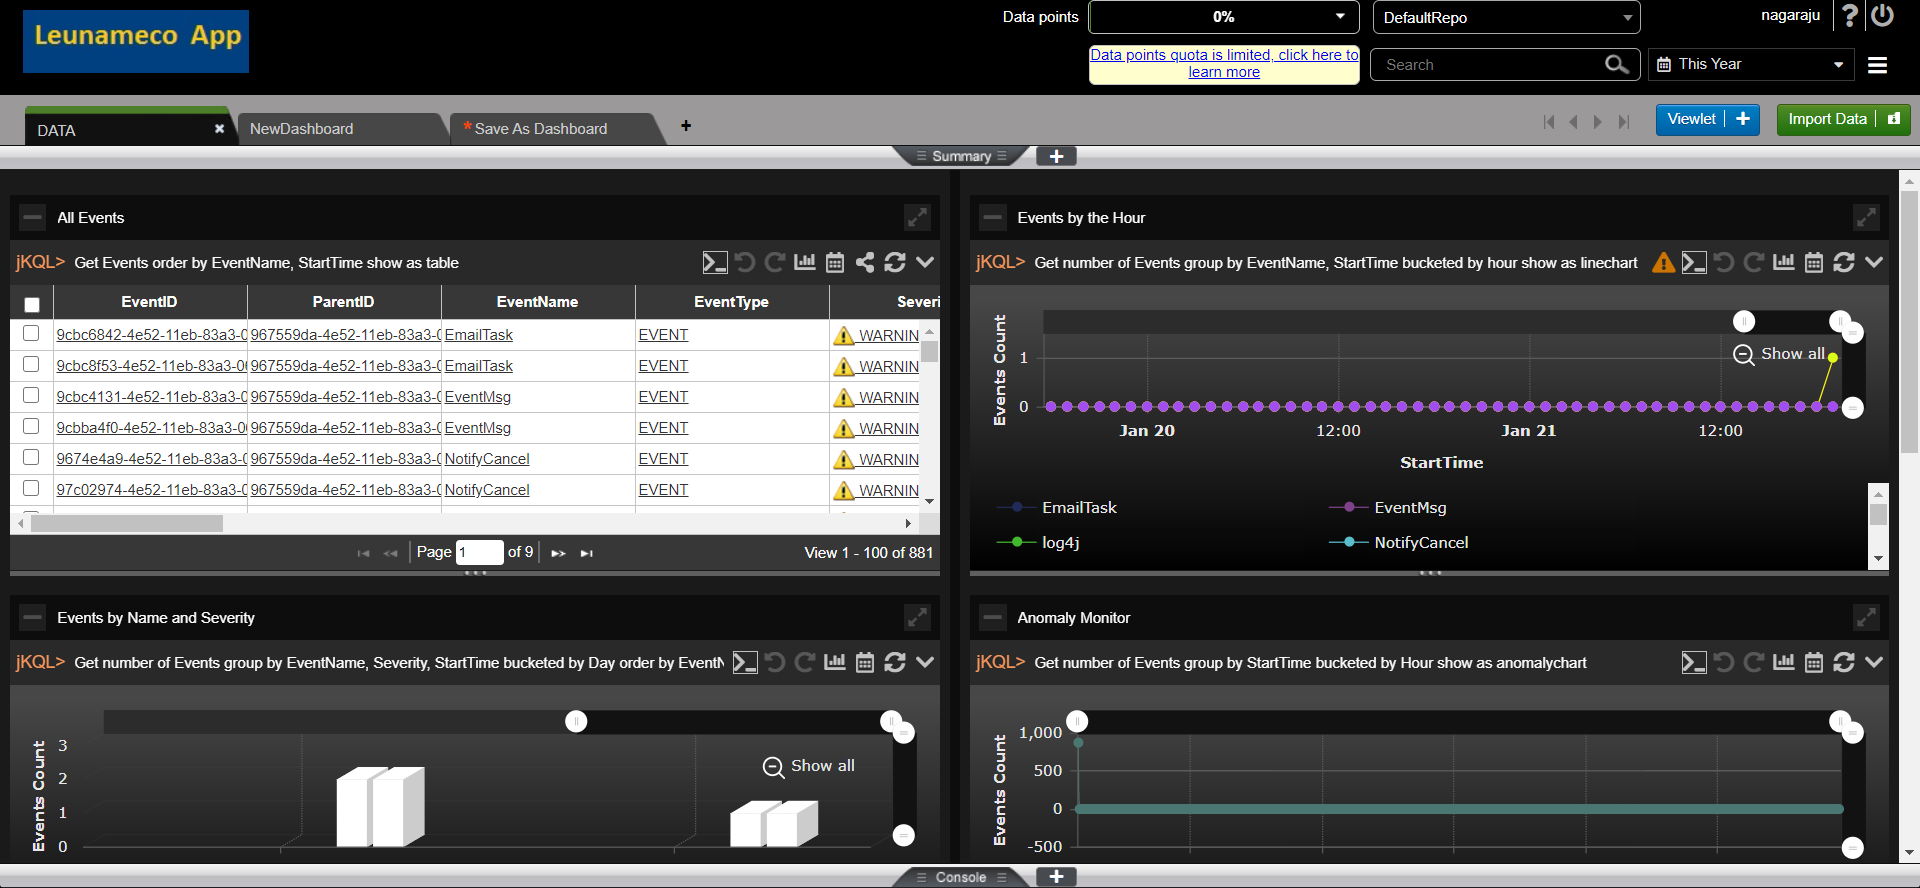 Leunameco App
Data points
0%
DefaultRepo
nagaraju
?
Data points quota is limited, click here to
learn more
Search
This Year
DATA
NewDashboard
* Save As Dashboard
+
Viewlet +
Import Data
Summary
+
All Events
jKQL> Get Events order by EventName, StartTime show as table
EventID ParentID EventName EventType Severi
9cbc6842-4e52-11eb-83a3-0 967559da-4e52-11eb-83a3-0 EmailTask EVENT WARNIN
9cbc8f53-4e52-11eb-83a3-0 967559da-4e52-11eb-83a3-0 EmailTask EVENT WARNIN
9cbc4131-4e52-11eb-83a3-0 967559da-4e52-11eb-83a3-0 EventMsg EVENT WARNIN
9cbba4f0-4e52-11eb-83a3-0 967559da-4e52-11eb-83a3-0 EventMsg EVENT WARNIN
9674e4a9-4e52-11eb-83a3-0 967559da-4e52-11eb-83a3-0 NotifyCancel EVENT WARNIN
97c02974-4e52-11eb-83a3-0 967559da-4e52-11eb-83a3-0 NotifyCancel EVENT WARNIN
Page 1 of 9
View 1 - 100 of 881
Events by the Hour
jKQL> Get number of Events group by EventName, StartTime bucketed by hour show as linechart
Events Count
1
0
Show all
Jan 20 12:00 Jan 21 12:00
StartTime
EmailTask
EventMsg
log4j
NotifyCancel
Events by Name and Severity
jKQL> Get number of Events group by EventName, Severity, StartTime bucketed by Day order by EventN
Events Count
3
2
1
0
Show all
Anomaly Monitor
jKQL> Get number of Events group by StartTime bucketed by Hour show as anomalychart
Events Count
1,000
500
0
-500
Console
+